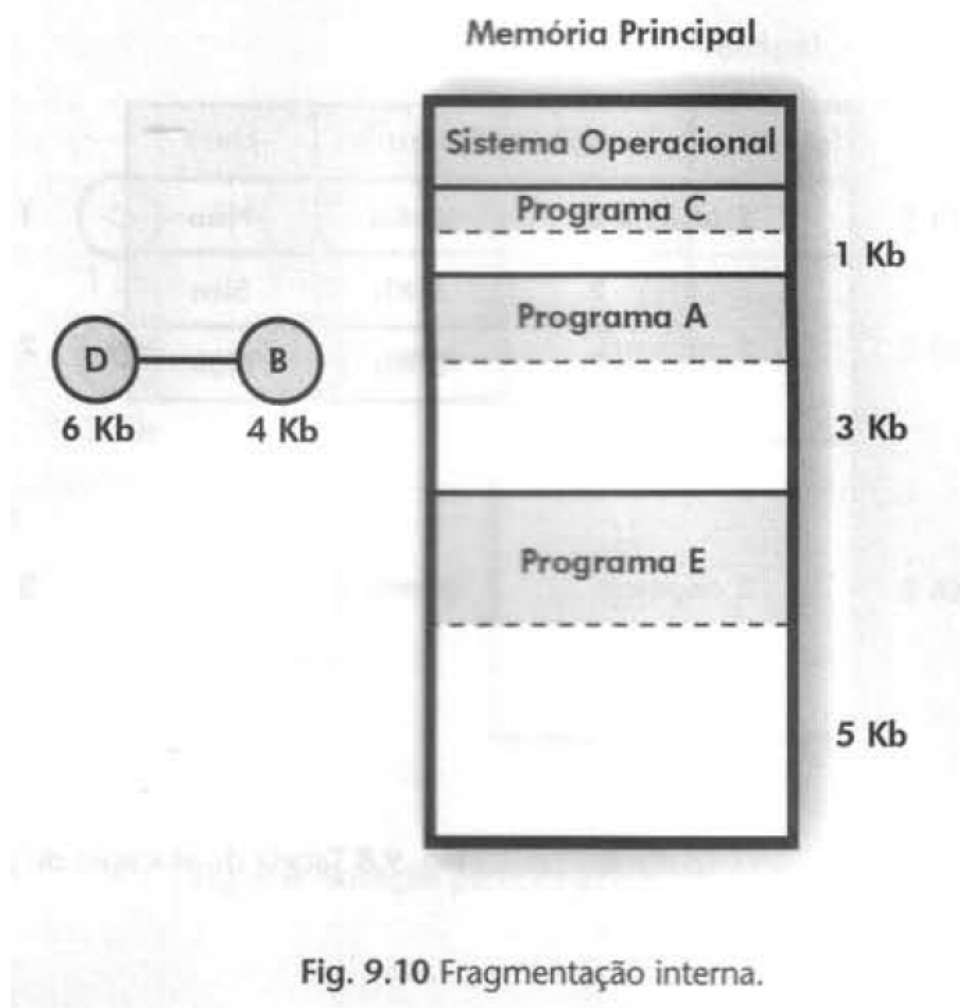 Memória Principal
Sistema Operacional
Programa C
1 Kb
Programa A
D
B
6 Kb
4 Kb
3 Kb
Programa E
5 Kb
Fig. 9.10 Fragmentação interna.